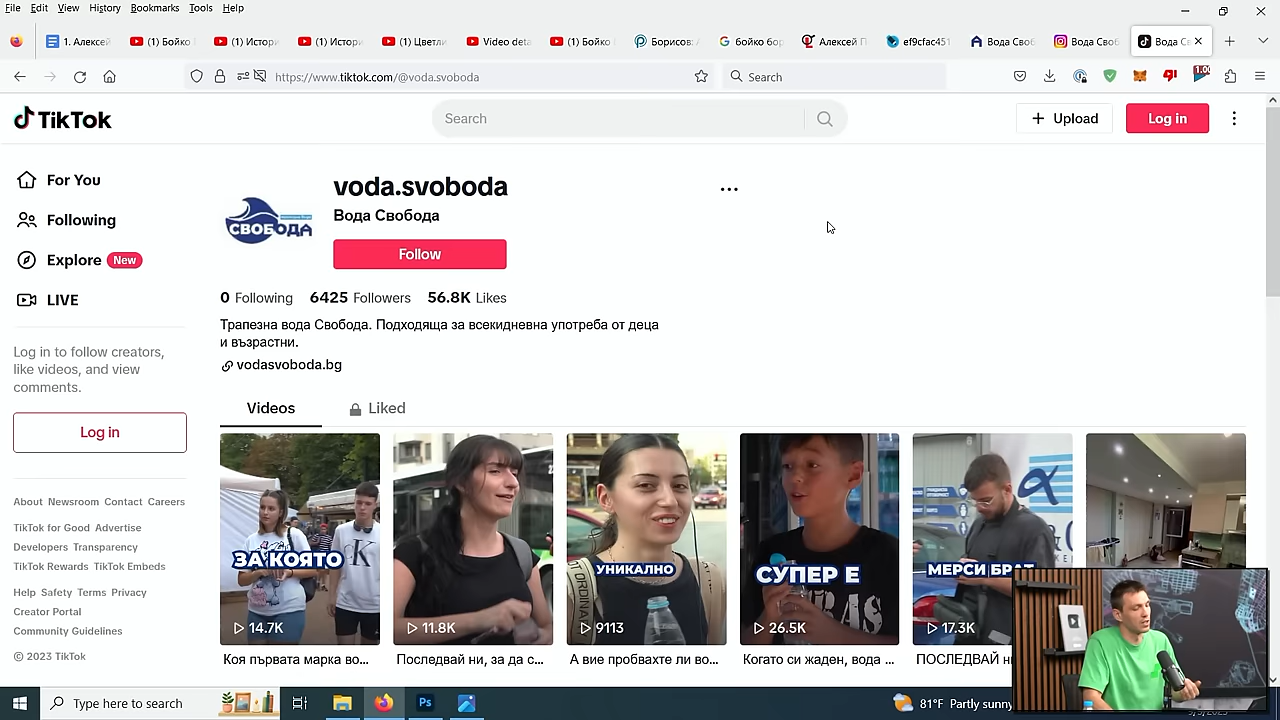 File Edit View History Bookmarks Tools Help
1. Алексей
(1) Бойко
(1) Истори
(1) Истори
(1) Цветли
Video deta
(1) Бойко
Борисов: А
бойко бор
Алексей П
ef9cfac451
Вода Своб
Вода Своб
Вода С
https://www.tiktok.com/@voda.svoboda
Search
1.00
TikTok
Search
Upload
Log in
For You
Following
Explore New
LIVE
Log in to follow creators,
like videos, and view
comments.
Log in
About Newsroom Contact Careers
TikTok for Good Advertise
Developers Transparency
TikTok Rewards TikTok Embeds
Help Safety Terms Privacy
Creator Portal
Community Guidelines
© 2023 TikTok
СВОБОДА
voda.svoboda
Вода Свобода
Follow
0 Following 6425 Followers 56.8K Likes
Трапезна вода Свобода. Подходяща за всекидневна употреба от деца
и възрастни.
vodasvoboda.bg
Videos
Liked
ЗА КОЯТО
14.7K
11.8K
УНИКАЛНО
9113
СУПЕР Е
26.5K
МЕРСИ БРАТ
17.3K
Коя първата марка во...
Последвай ни, за да с...
А вие пробвахте ли во...
Когато си жаден, вода ...
ПОСЛЕДВАЙ
Type here to search
Ps
81°F Partly sunny